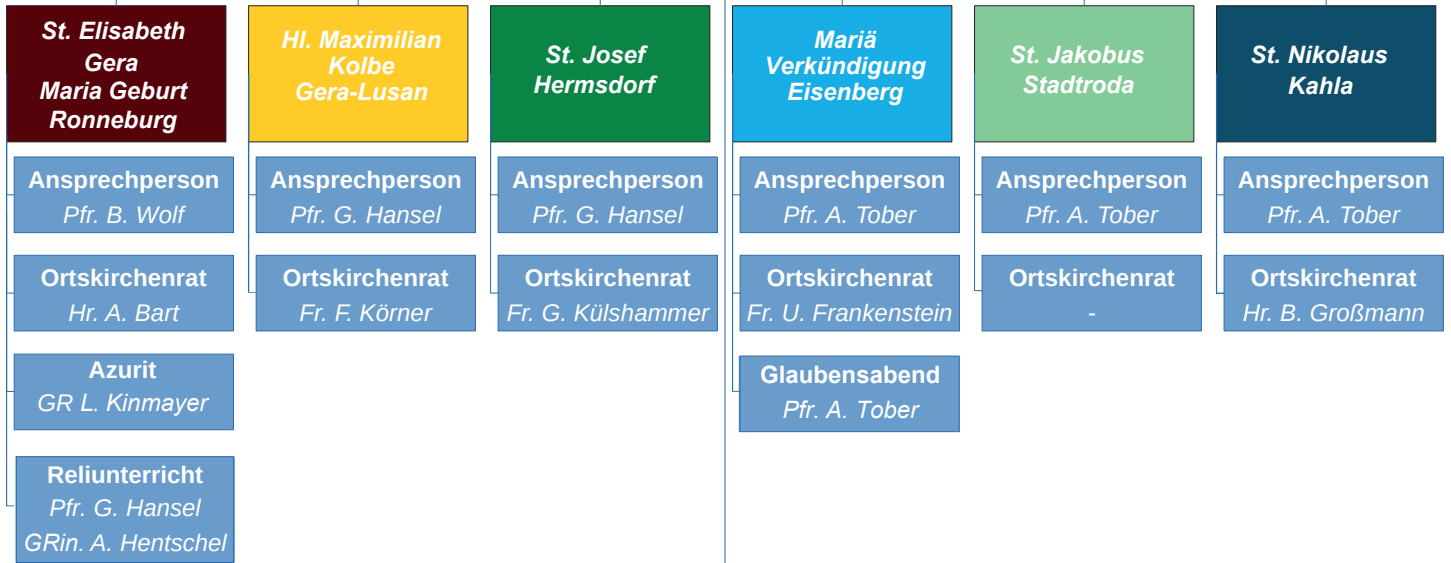 St. Elisabeth
Gera
Maria Geburt
Ronneburg
Ansprechperson
Pfr. B. Wolf
Ortskirchenrat
Hr. A. Bart
Azurit
GR L. Kinmayer
Reliunterricht
Pfr. G. Hansel
GRin. A. Hentschel
Hl. Maximilian
Kolbe
Gera-Lusan
Ansprechperson
Pfr. G. Hansel
Ortskirchenrat
Fr. F. Körner
St. Josef
Hermsdorf
Ansprechperson
Pfr. G. Hansel
Ortskirchenrat
Fr. G. Külshammer
Mariä
Verkündigung
Eisenberg
Ansprechperson
Pfr. A. Tober
Ortskirchenrat
Fr. U. Frankenstein
Glaubensabend
Pfr. A. Tober
St. Jakobus
Stadtroda
Ansprechperson
Pfr. A. Tober
Ortskirchenrat
-
St. Nikolaus
Kahla
Ansprechperson
Pfr. A. Tober
Ortskirchenrat
Hr. B. Großmann